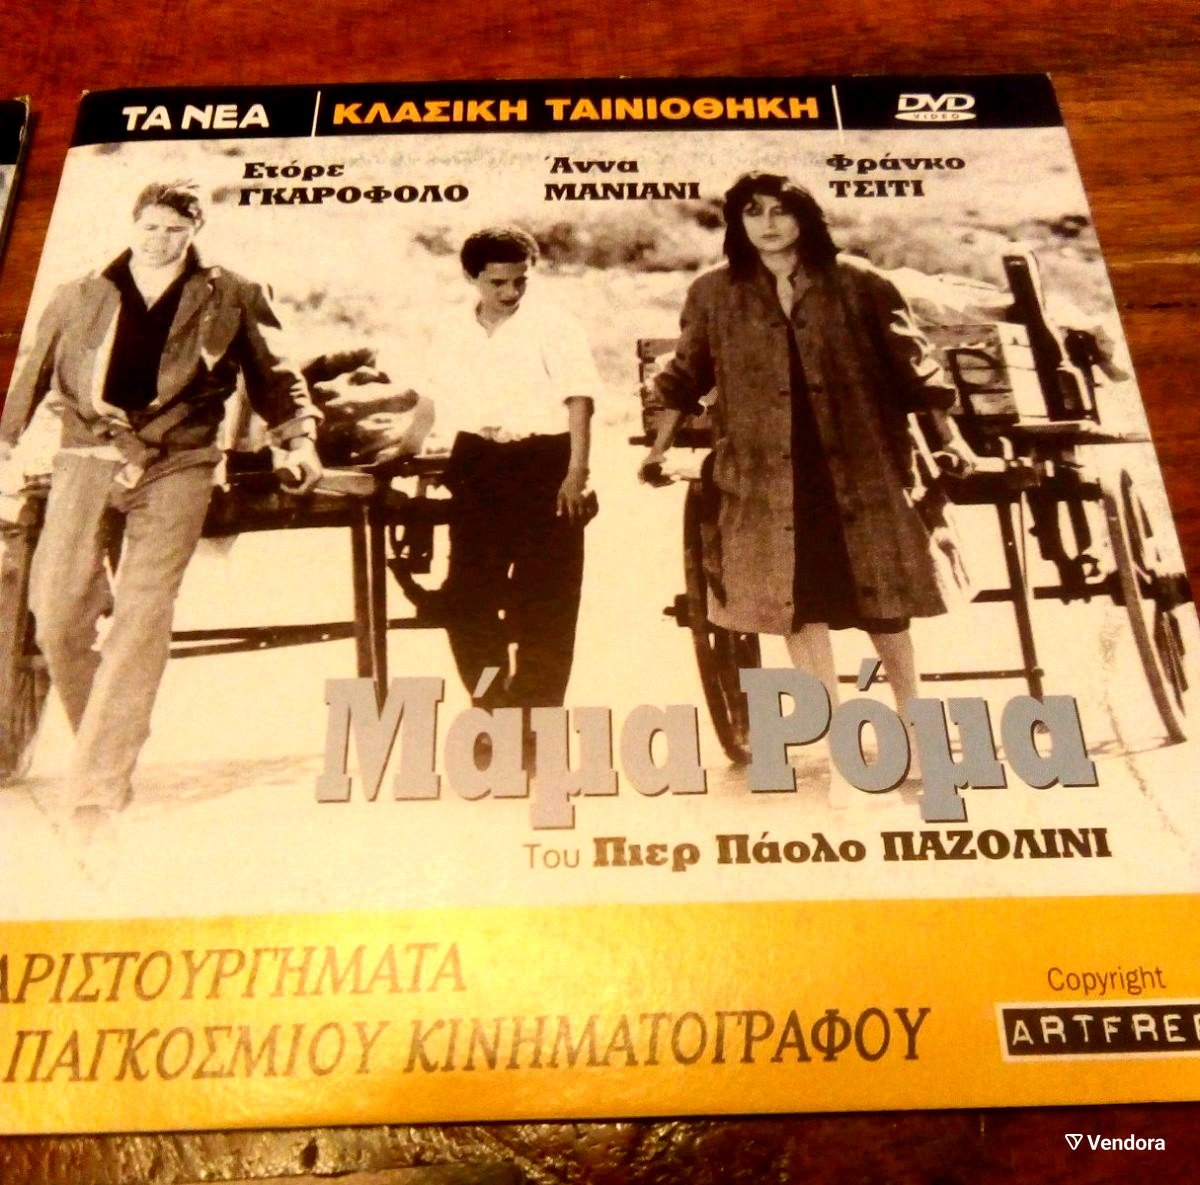 ΤΑ ΝΕΑ
ΚΛΑΣΙΚΗ ΤΑΙΝΙΟΘΗΚΗ
DVD
VIDEO
Ετόρε
ΓΚΑΡΟΦΟΛΟ
Άννα
ΜΑΝΙΑΝΙ
Φράνκο
ΤΣΙΤΙ
Μάμα Ρόμα
Του Πιερ Πάολο ΠΑΖΟΛΙΝΙ
ΑΡΙΣΤΟΥΡΓΗΜΑΤΑ
ΠΑΓΚΟΣΜΙΟΥ ΚΙΝΗΜΑΤΟΓΡΑΦΟΥ
Copyright
ARTFREE
Vendora